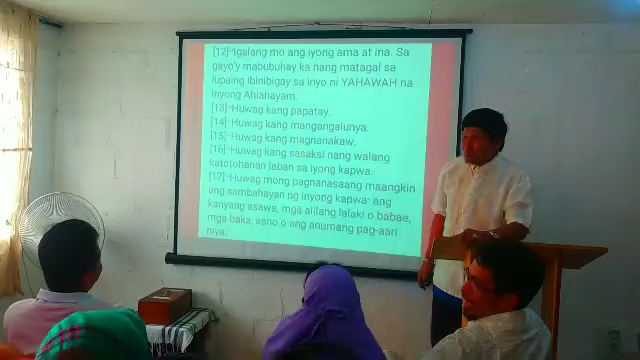 [12] "Igalang mo ang iyong ama at ina. Sa
gayo'y mabubuhay ka nang matagal sa
lupaing ibinibigay sa inyo ni YAHAWAH na
inyong Ahlahayam.
[13] "Huwag kang papatay.
[14] "Huwag kang mangangalunya.
[15] "Huwag kang magnanakaw.
[16] "Huwag kang sasaksi nang walang
katotohanan laban sa iyong kapwa.
[17] "Huwag mong pagnanasaang maangkin
ang sambahayan ng inyong kapwa: ang
kanyang asawa, mga alilang lalaki o babae,
mga baka, asno o ang anumang pag-aari
niya."